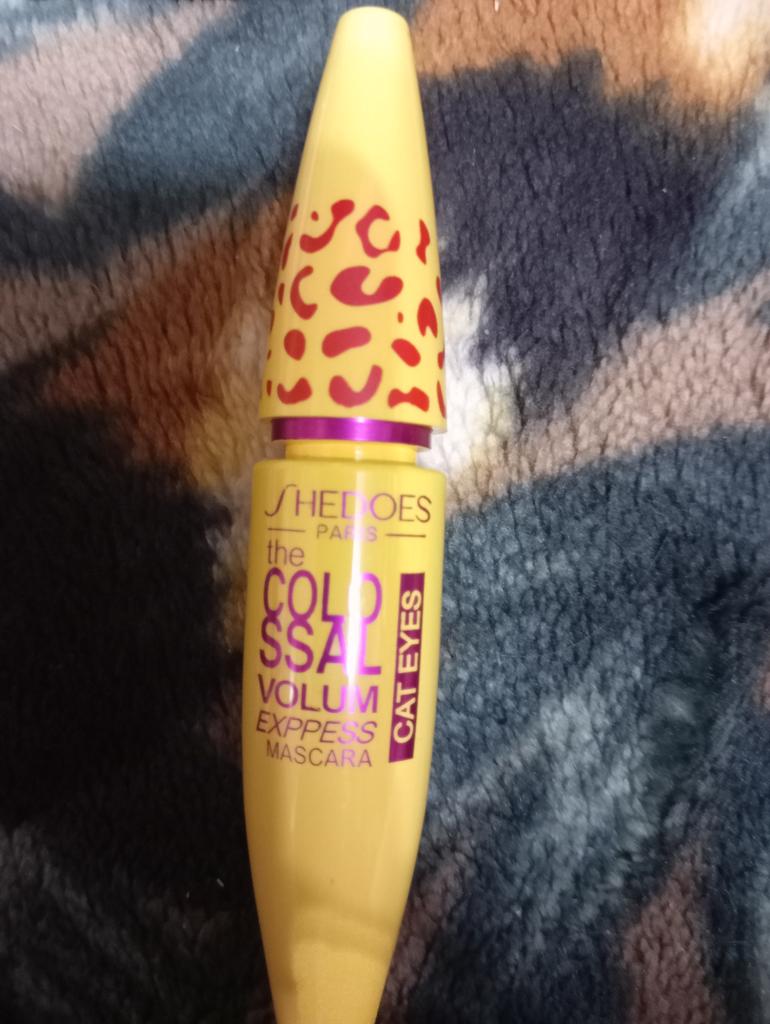 SHEDOES
PARIS
the
COLO
SSAL
VOLUM
EXPPESS
MASCARA
CAT EYES